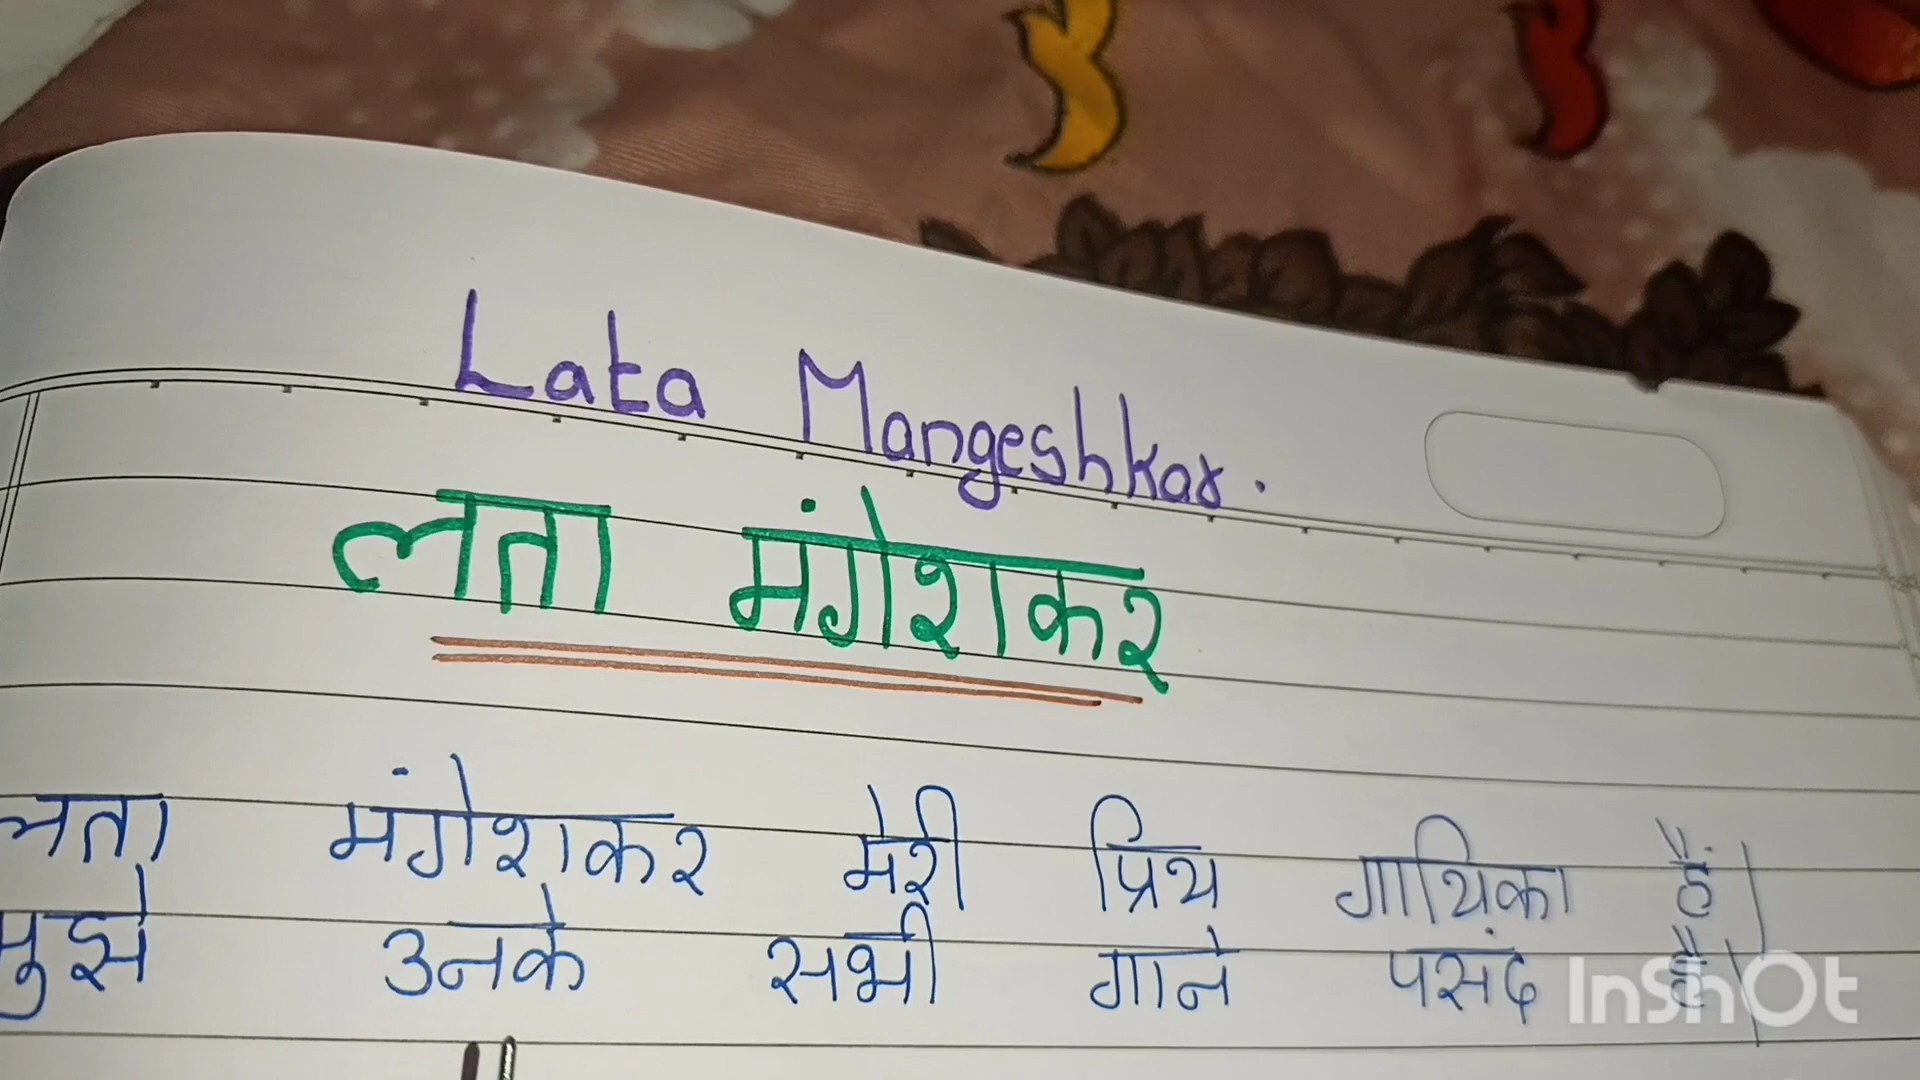 Lata Mangeshkar.
लता मंगेशकर
लता मंगेशकर मेरी प्रिय गायिका हैं।
मुझे उनके सभी गाने पसंद है।
InShOt